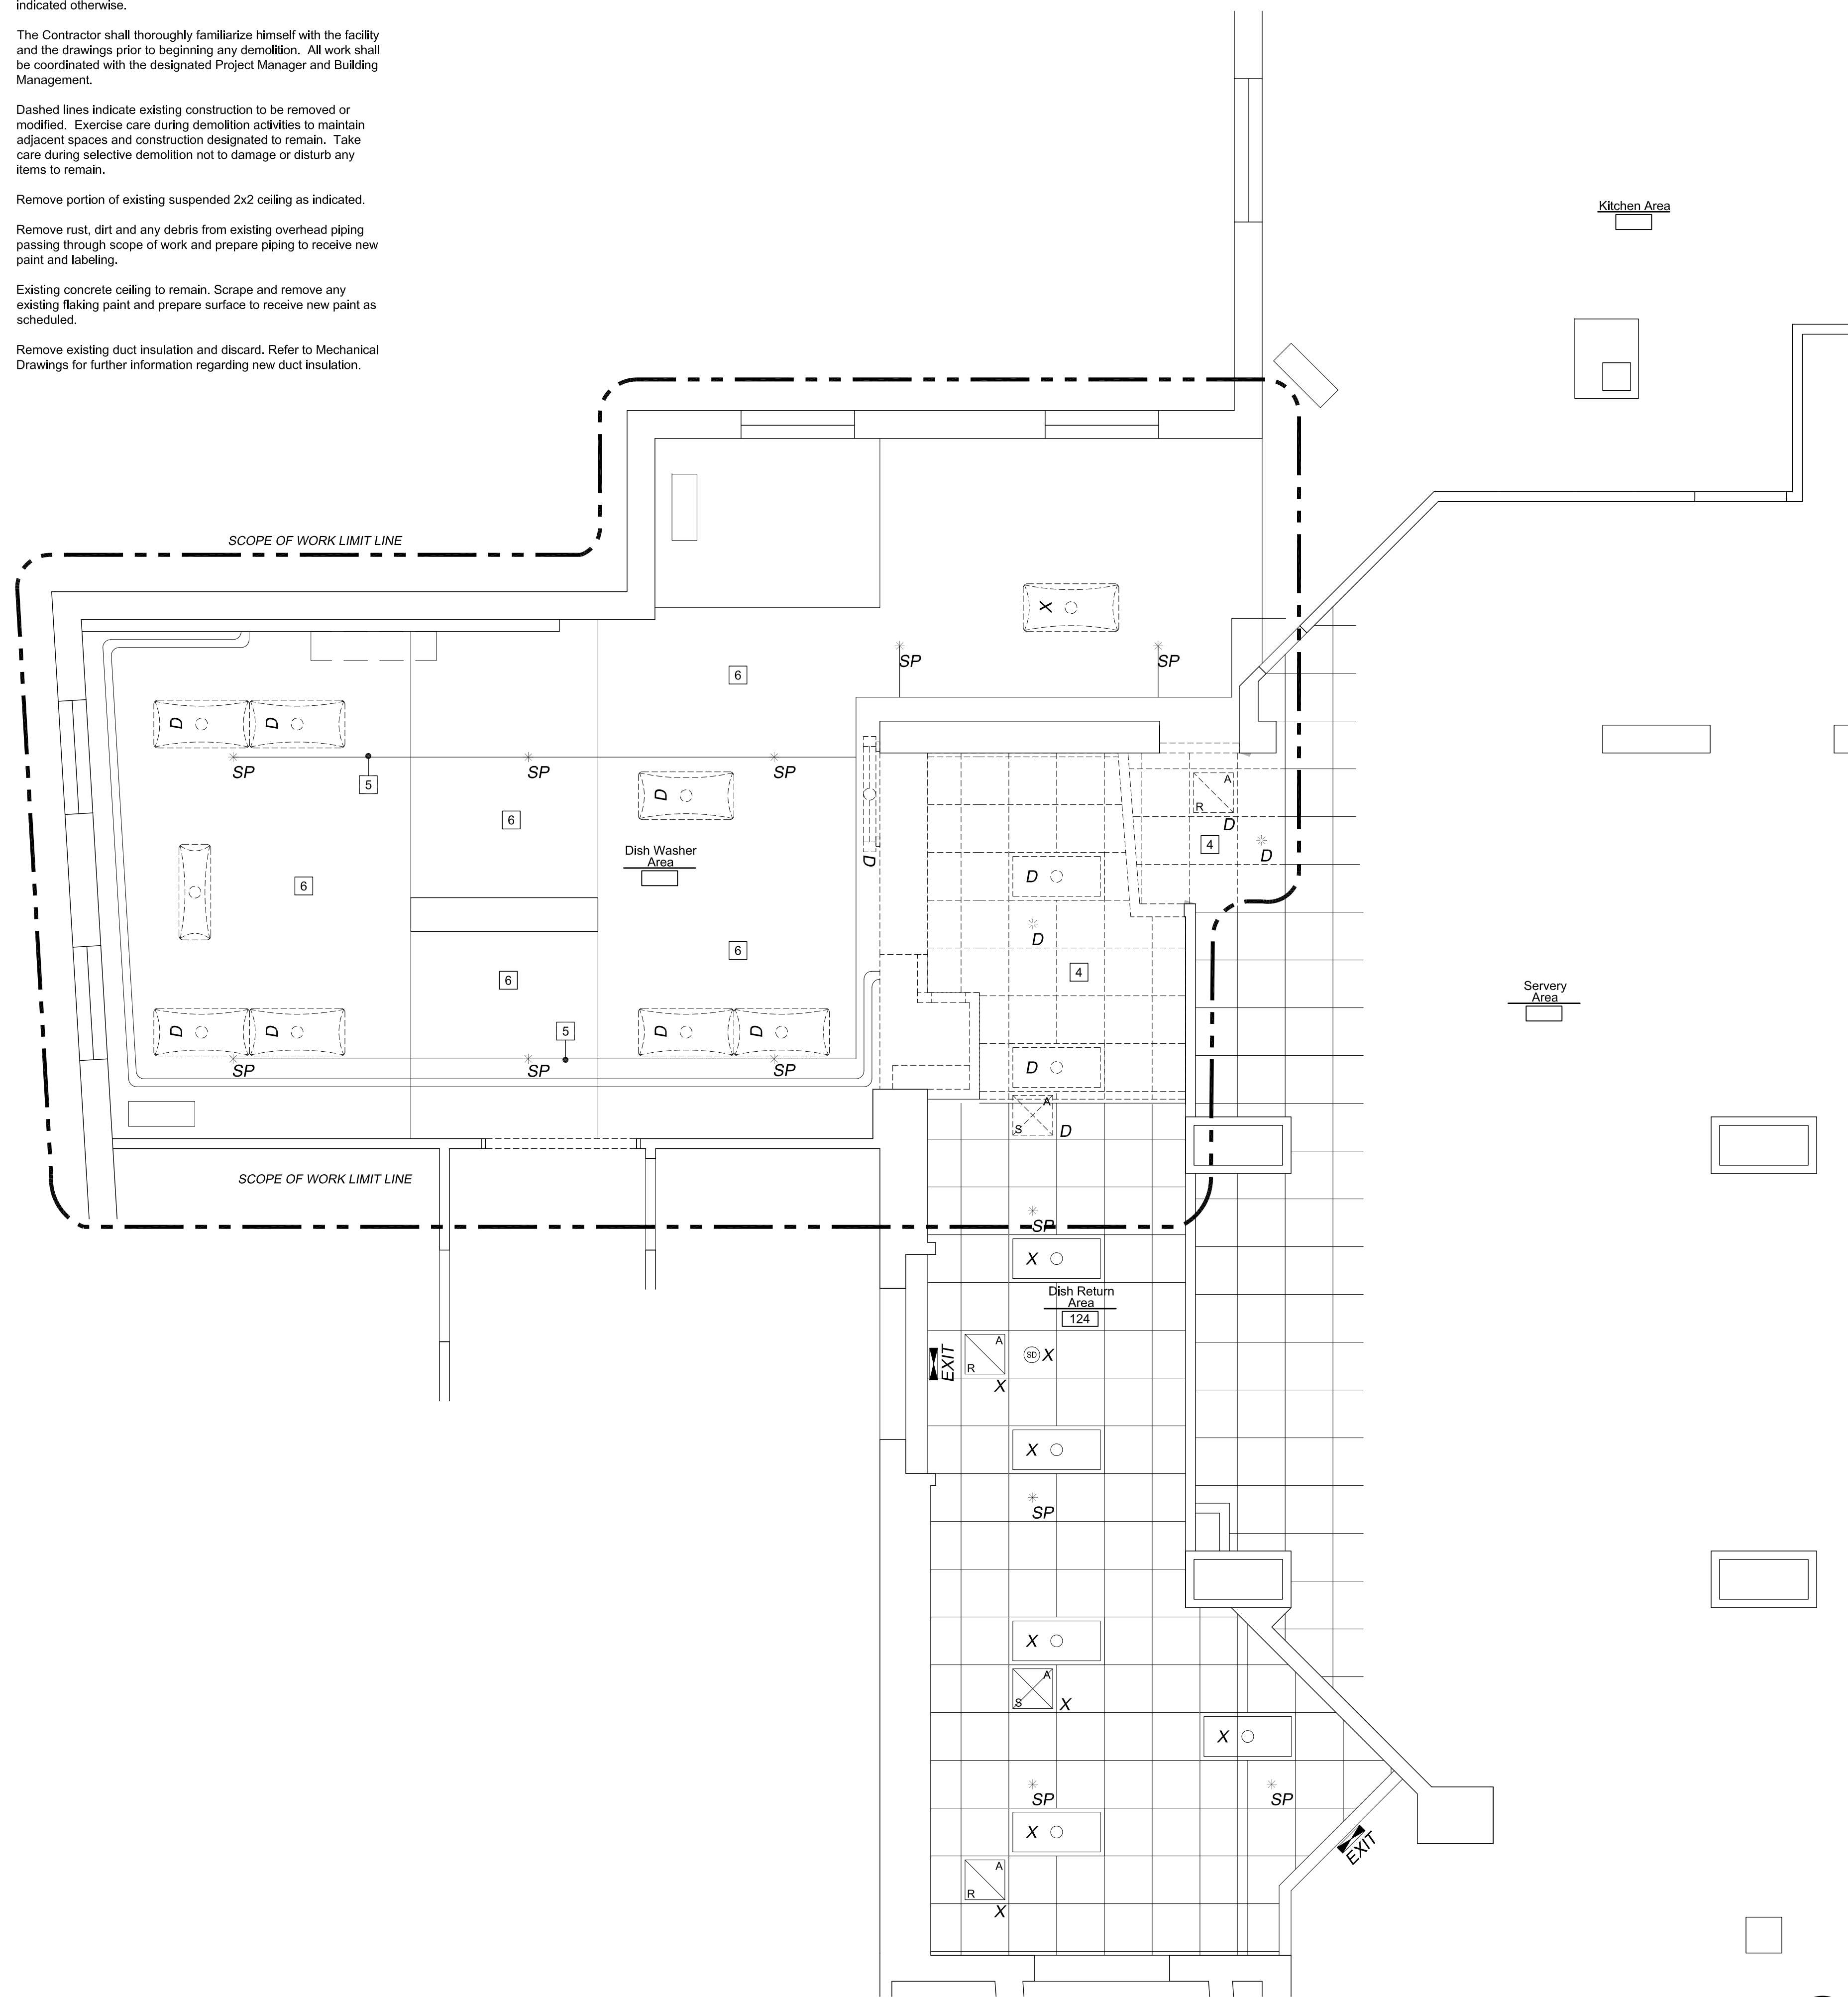 indicated otherwise.
The Contractor shall thoroughly familiarize himself with the facility
and the drawings prior to beginning any demolition.  All work shall
be coordinated with the designated Project Manager and Building
Management.
Dashed lines indicate existing construction to be removed or
modified.  Exercise care during demolition activities to maintain
adjacent spaces and construction designated to remain.  Take
care during selective demolition not to damage or disturb any
items to remain.
Remove portion of existing suspended 2x2 ceiling as indicated.
Remove rust, dirt and any debris from existing overhead piping
passing through scope of work and prepare piping to receive new
paint and labeling.
Existing concrete ceiling to remain. Scrape and remove any
existing flaking paint and prepare surface to receive new paint as
scheduled.
Remove existing duct insulation and discard. Refer to Mechanical
Drawings for further information regarding new duct insulation.
Kitchen Area
SCOPE OF WORK LIMIT LINE
X
SP
SP
6
D
D
SP
SP
SP
5
D
A
R
D
6
4
D
Dish Washer
Area
D
D
6
D
6
4
6
Servery
Area
5
D
D
D
D
D
SP
SP
SP
A
S
D
SCOPE OF WORK LIMIT LINE
SP
X
Dish Return
Area
124
EXIT
A
R
X
SD
X
X
SP
X
A
S
X
X
SP
SP
X
EXIT
A
R
X